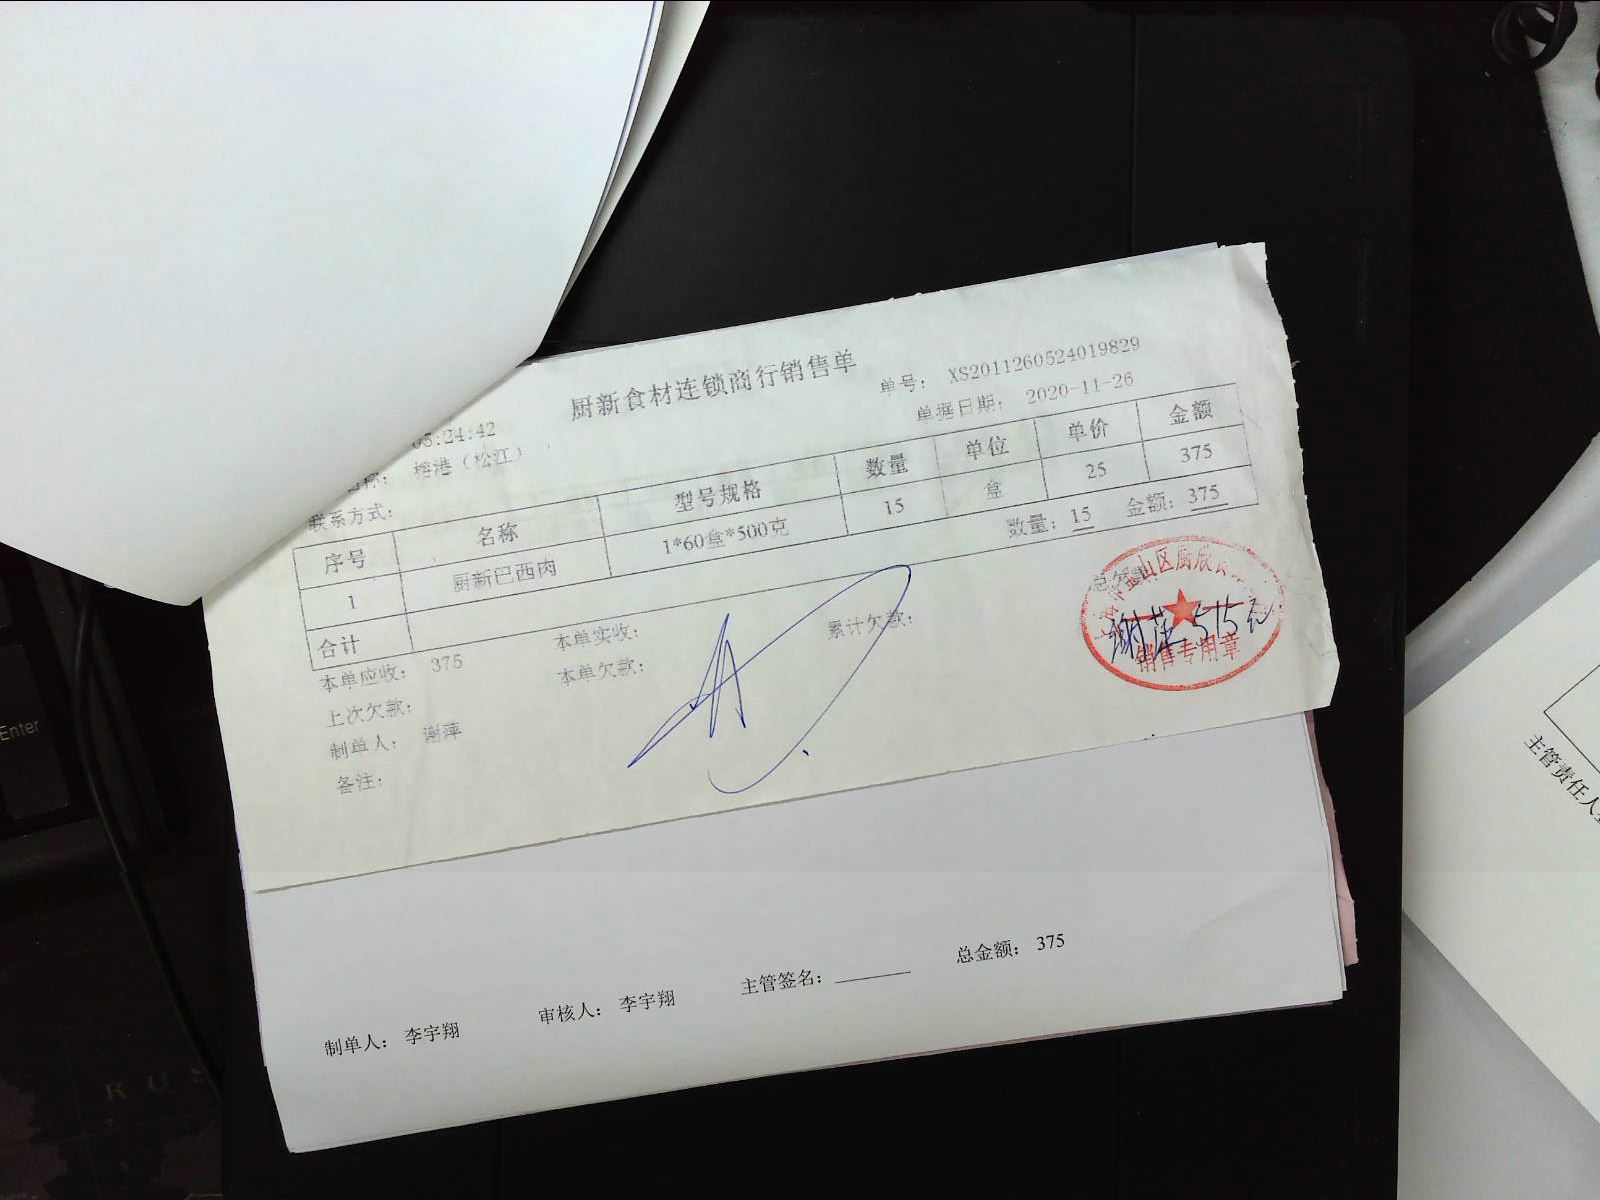 厨新食材连锁商行销售单
单号： XS2011260524019829
05:24:42
单据日期： 2020-11-26
名称： 榕港（松江）
联系方式：
序号 名称 型号规格 数量 单位 单价 金额
1 厨新巴西肉 1*60盒*500克 15 盒 25 375
合计 数量：15 金额：375
本单应收： 375 本单实收： 累计欠款：
上次欠款： 本单欠款：
制单人： 谢萍
备注：
销售专用章
制单人： 李宇翔 审核人： 李宇翔 主管签名： 总金额： 375
Enter
RUS
主管责任人